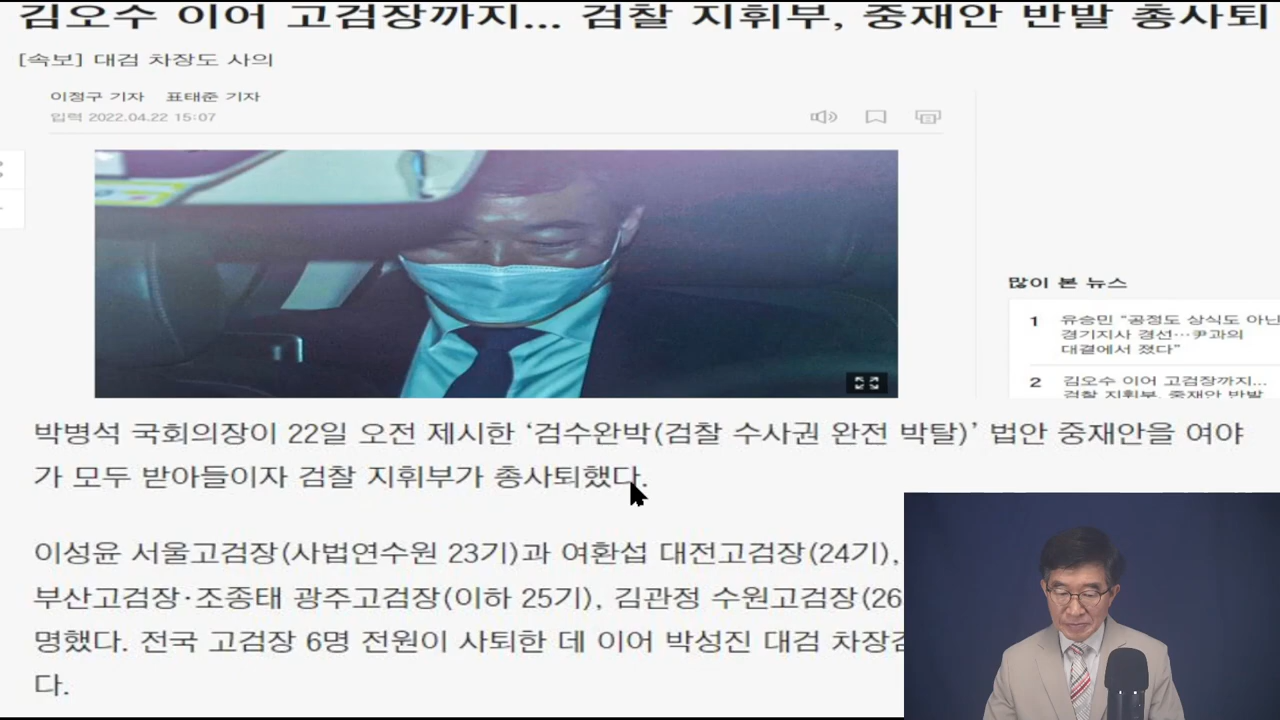 김오수 이어 고검장까지... 검찰 지휘부, 중재안 반발 총사퇴
[속보] 대검 차장도 사의
이정구 기자 표태준 기자
입력 2022.04.22 15:07
많이 본 뉴스
1 유승민 “공정도 상식도 아닌
경기지사 경선…尹과의
대결에서 졌다”
2 김오수 이어 고검장까지...
검찰 지휘부, 중재안 반발
박병석 국회의장이 22일 오전 제시한 ‘검수완박(검찰 수사권 완전 박탈)’ 법안 중재안을 여야
가 모두 받아들이자 검찰 지휘부가 총사퇴했다.
이성윤 서울고검장(사법연수원 23기)과 여환섭 대전고검장(24기),
부산고검장·조종태 광주고검장(이하 25기), 김관정 수원고검장(26
명했다. 전국 고검장 6명 전원이 사퇴한 데 이어 박성진 대검
다.